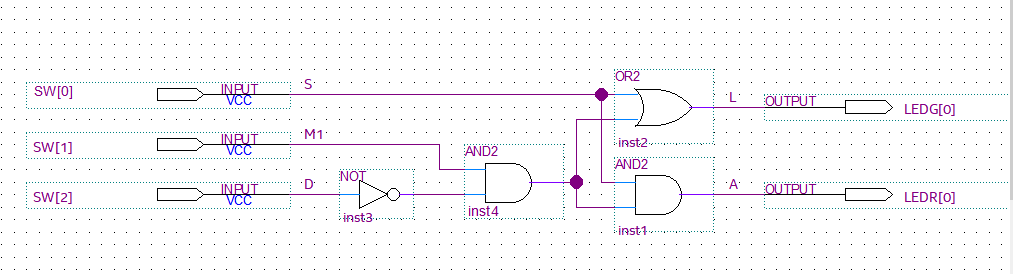 OR2
SW[0] INPUT VCC S L OUTPUT LEDG[0]
inst2
SW[1] INPUT VCC M1 AND2
AND2
SW[2] INPUT VCC D NOT A OUTPUT LEDR[0]
inst3 inst4
inst1